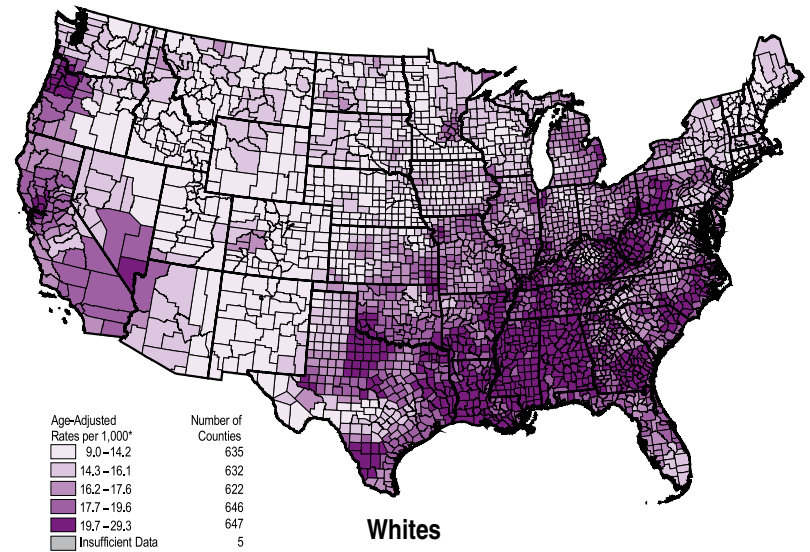 Age-Adjusted Number of
Rates per 1,000* Counties
9.0–14.2 635
14.3–16.1 632
16.2–17.6 622
17.7–19.6 646
19.7–29.3 647
Insufficient Data 5
Whites